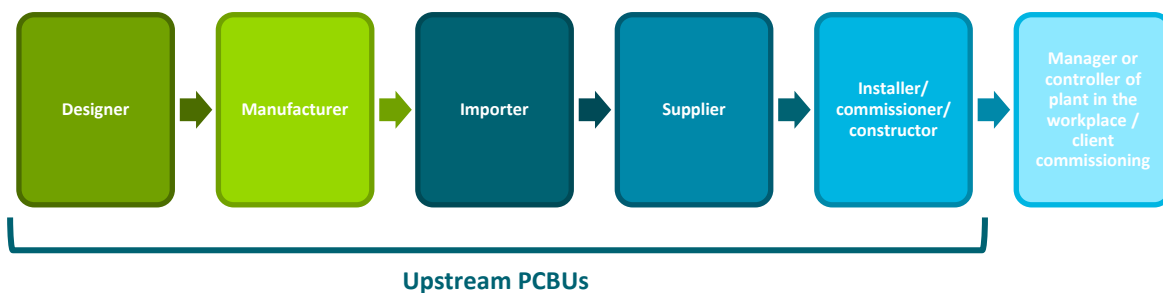 Designer
Manufacturer
Importer
Supplier
Installer/
commissioner/
constructor
Manager or
controller of
plant in the
workplace /
client
commissioning
Upstream PCBUs